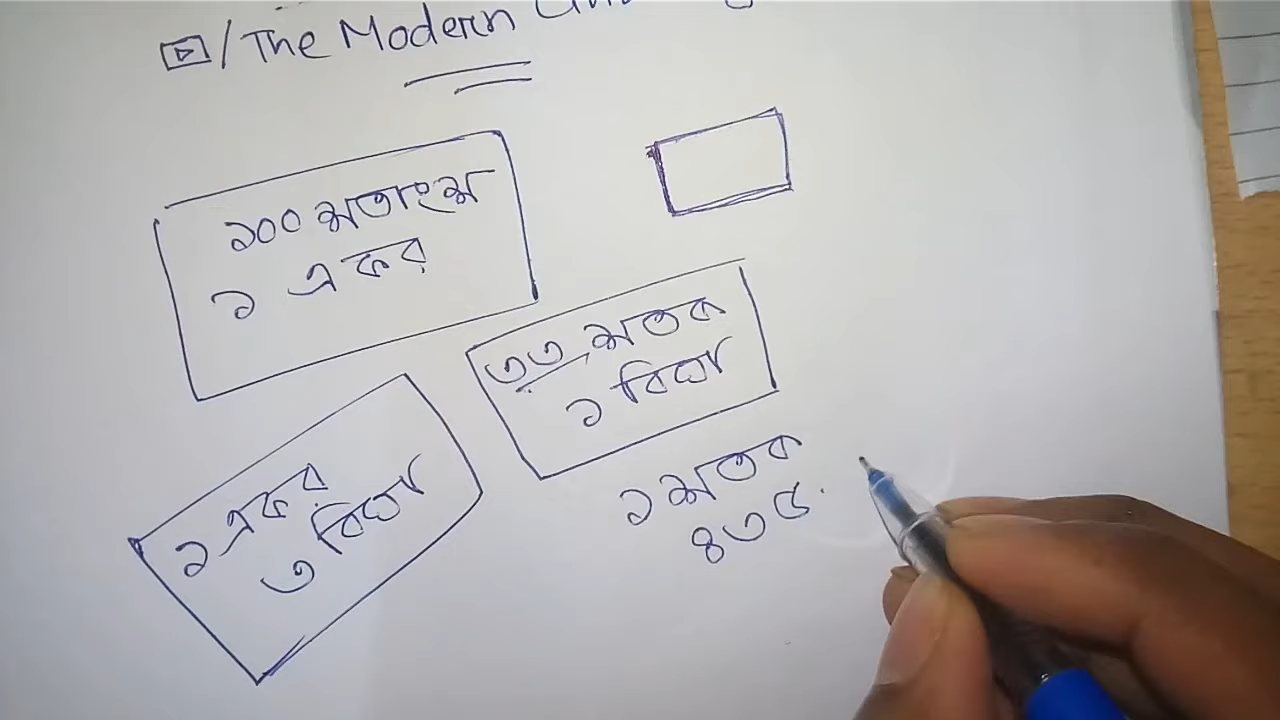 / The Modern
১০০ শতাংশ
১ একর
৩৩ শতক
১ বিঘা
১ একর
৩ বিঘা
১ শতক
৪৩৫.